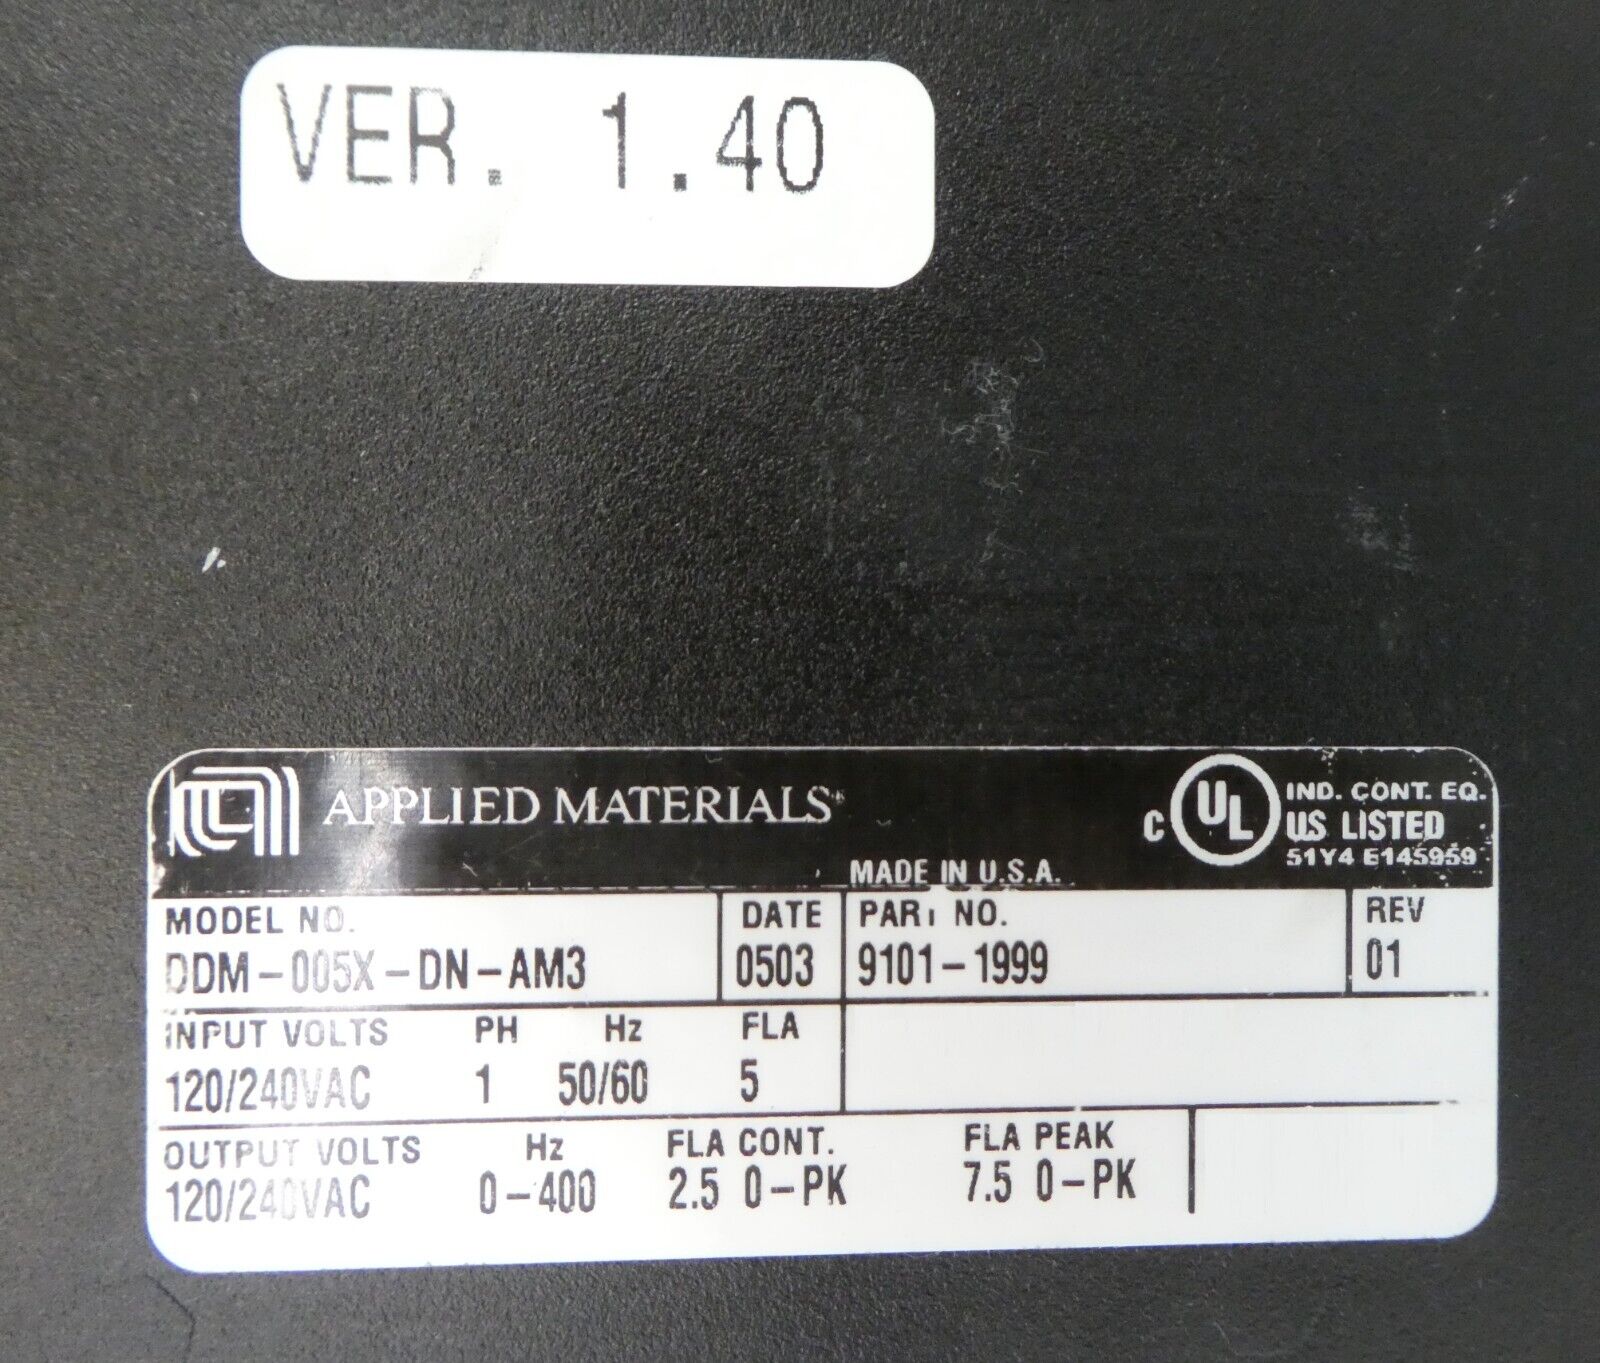 VER. 1.40
APPLIED MATERIALS
C UL US LISTED
IND. CONT. EQ.
51Y4 E145959
MADE IN U.S.A.
MODEL NO. DATE PART NO. REV
DDM-005X-DN-AM3 0503 9101-1999 01
INPUT VOLTS PH Hz FLA
120/240VAC 1 50/60 5
OUTPUT VOLTS Hz FLA CONT. FLA PEAK
120/240VAC 0-400 2.5 0-PK 7.5 0-PK